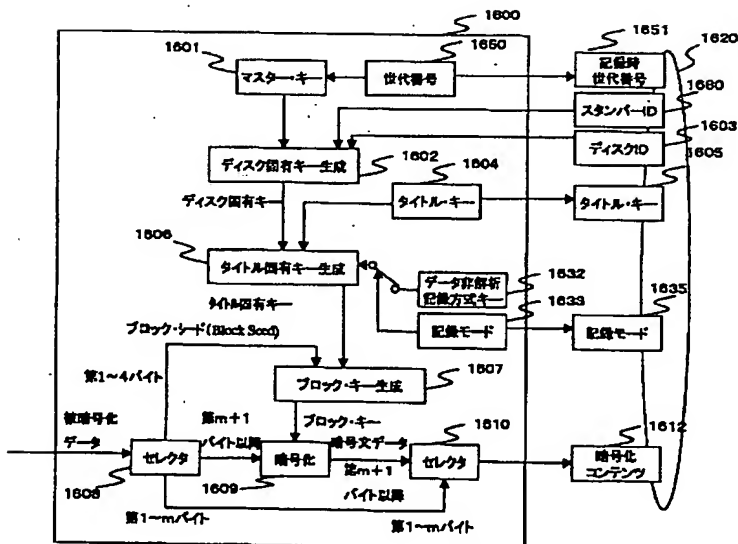 1600
1601
1650
1651
1620
マスター・キー
世代番号
記録時
世代番号
1680
スタンパーID
1603
ディスクID
ディスク固有キー生成
1602
1604
1605
ディスク固有キー
タイトル・キー
タイトル・キー
1606
タイトル固有キー生成
データ非解析
記録方式キー
1632
1633
1635
タイトル固有キー
記録モード
記録モード
ブロック・シード(Block Seed)
第1~4バイト
ブロック・キー生成
1607
被暗号化
データ
第m+1
バイト以降
ブロック・キー
暗号文データ
1610
1612
セレクタ
暗号化
第m+1
バイト以降
セレクタ
暗号化
コンテンツ
1608
1609
第1~mバイト
第1~mバイト